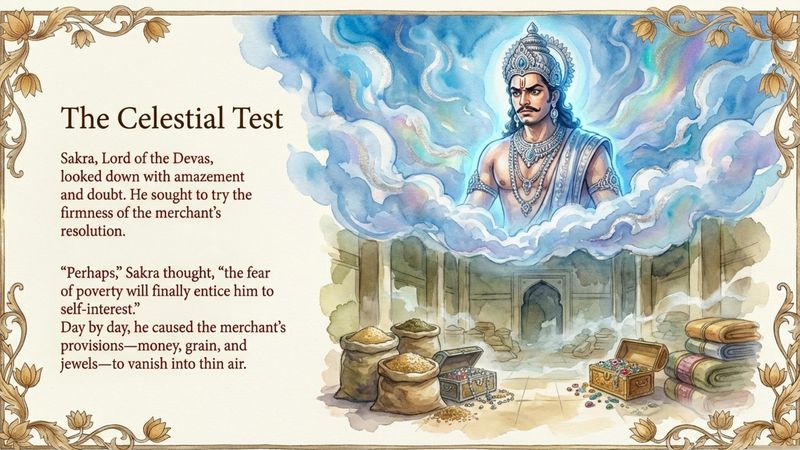 The Celestial Test
Sakra, Lord of the Devas,
looked down with amazement
and doubt. He sought to try the
firmness of the merchant’s
resolution.
“Perhaps,” Sakra thought, “the fear
of poverty will finally entice him to
self-interest.”
Day by day, he caused the merchant’s
provisions—money, grain, and
jewels—to vanish into thin air.